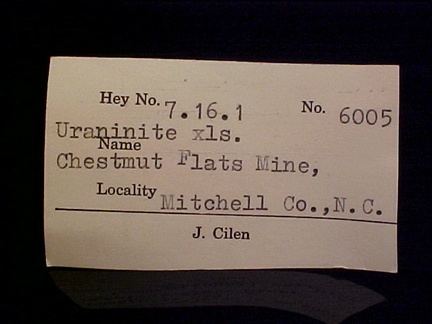 Hey No. 7.16.1 No. 6005
Uraninite xls.
Name
Chestmut Flats Mine,
Locality Mitchell Co.,N.C.
J. Cilen